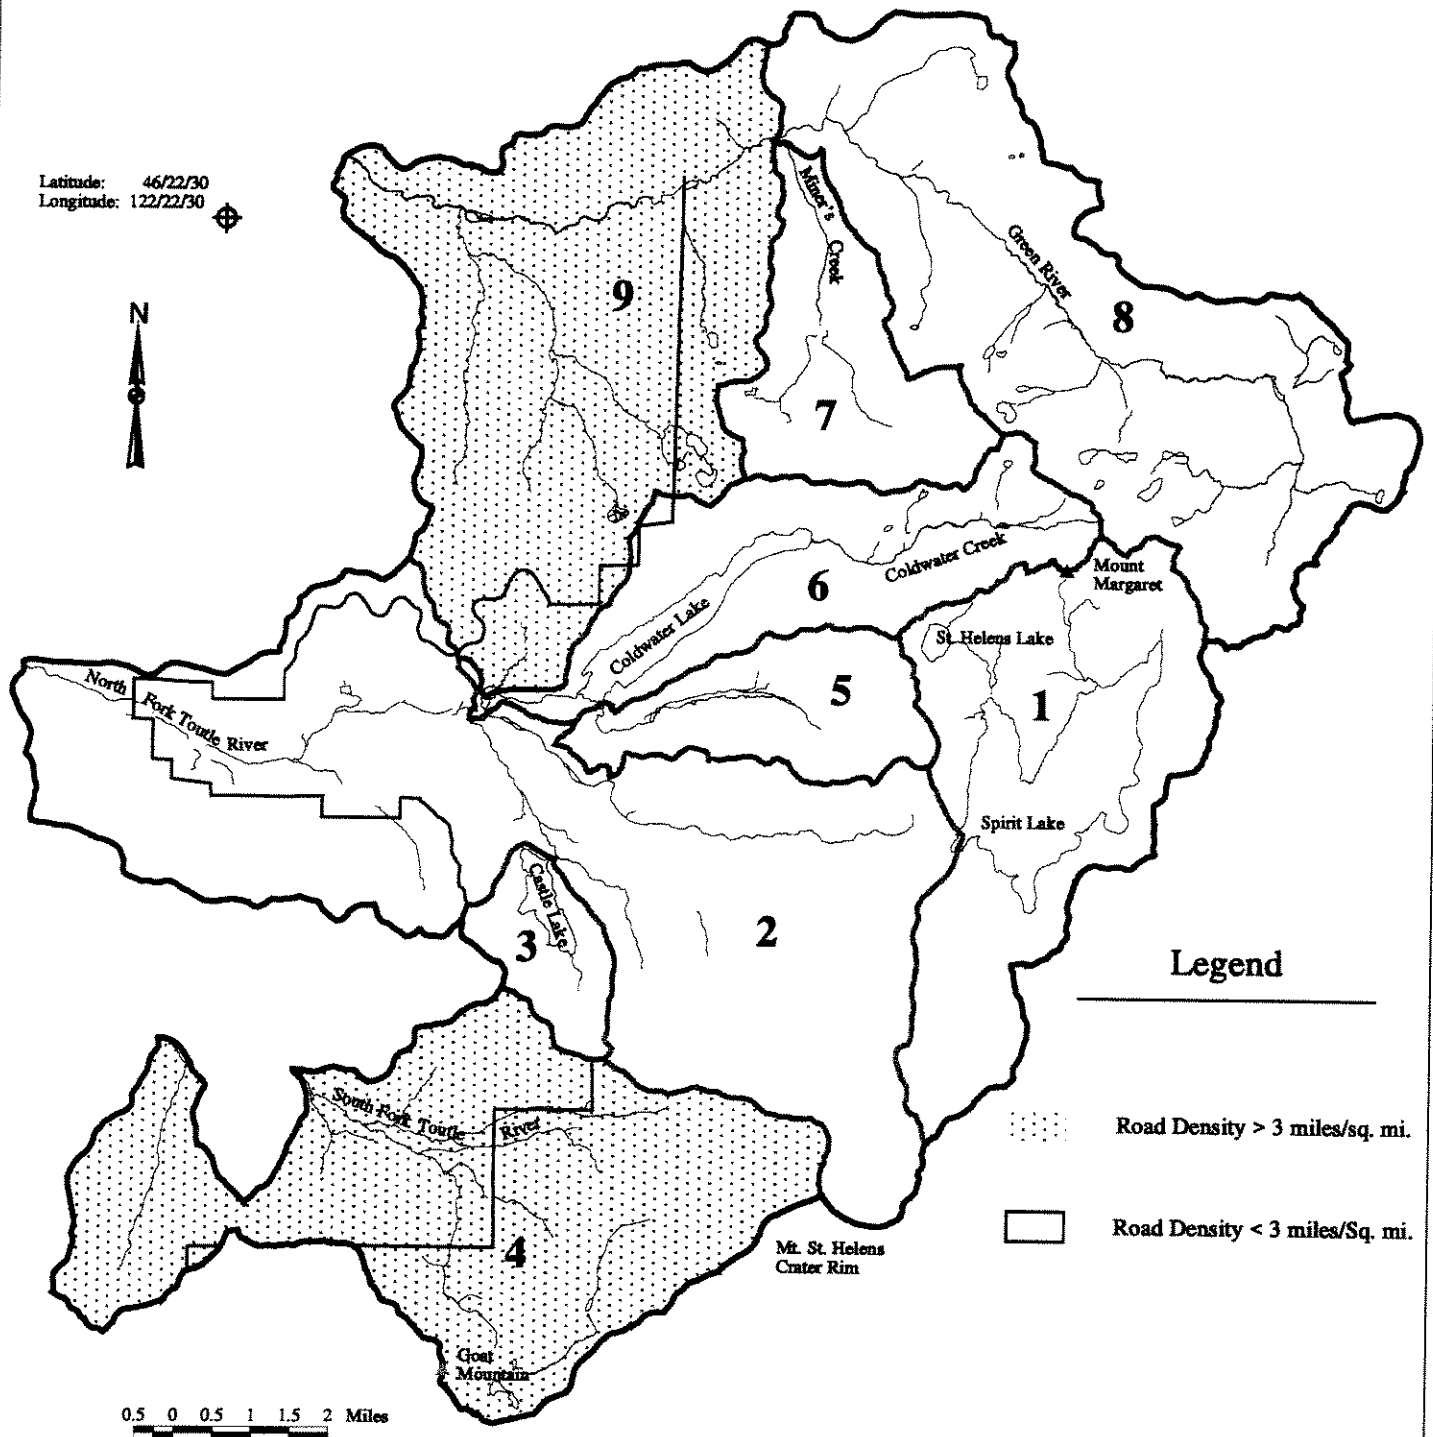 Latitude: 46/22/30
Longitude: 122/22/30
N
Miner's
Creek
Green River
9
8
7
Mount
Margaret
Coldwater Creek
6
Coldwater Lake
St. Helens Lake
5
1
North Fork Toutle River
Spirit Lake
Castle Lake
3
2
Legend
South Fork Toutle River
Road Density > 3 miles/sq. mi.
Road Density < 3 miles/Sq. mi.
4
Mt. St. Helens
Crater Rim
Goat
Mountain
0.5 0 0.5 1 1.5 2 Miles